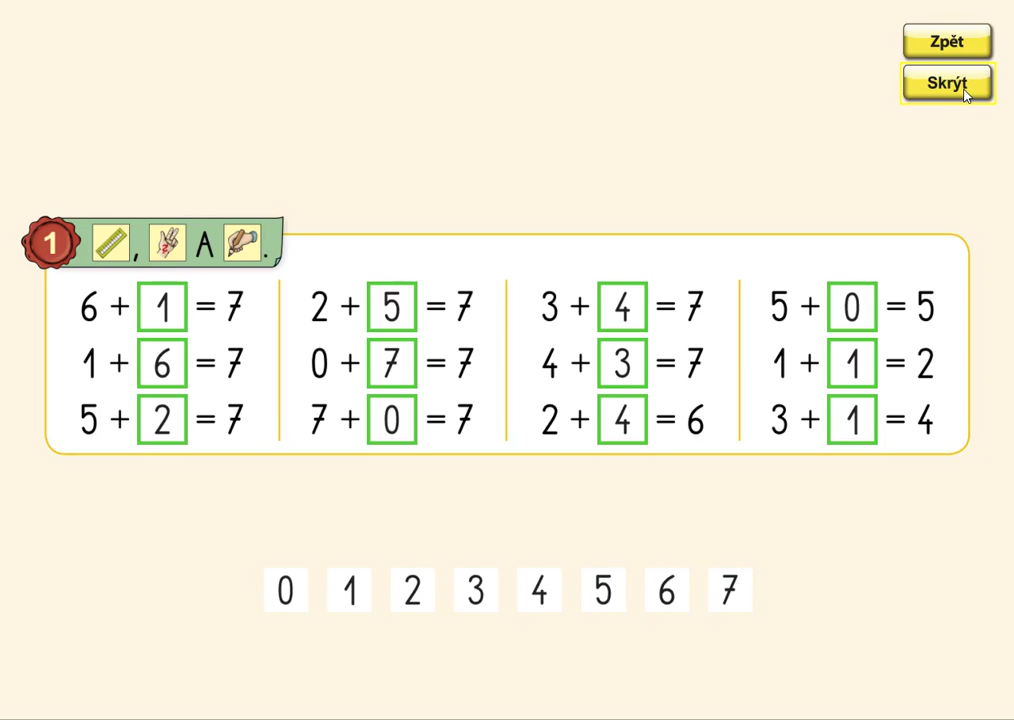 Zpět
Skrýt
1 , A .
6 + 1 = 7 2 + 5 = 7 3 + 4 = 7 5 + 0 = 5
1 + 6 = 7 0 + 7 = 7 4 + 3 = 7 1 + 1 = 2
5 + 2 = 7 7 + 0 = 7 2 + 4 = 6 3 + 1 = 4
0 1 2 3 4 5 6 7